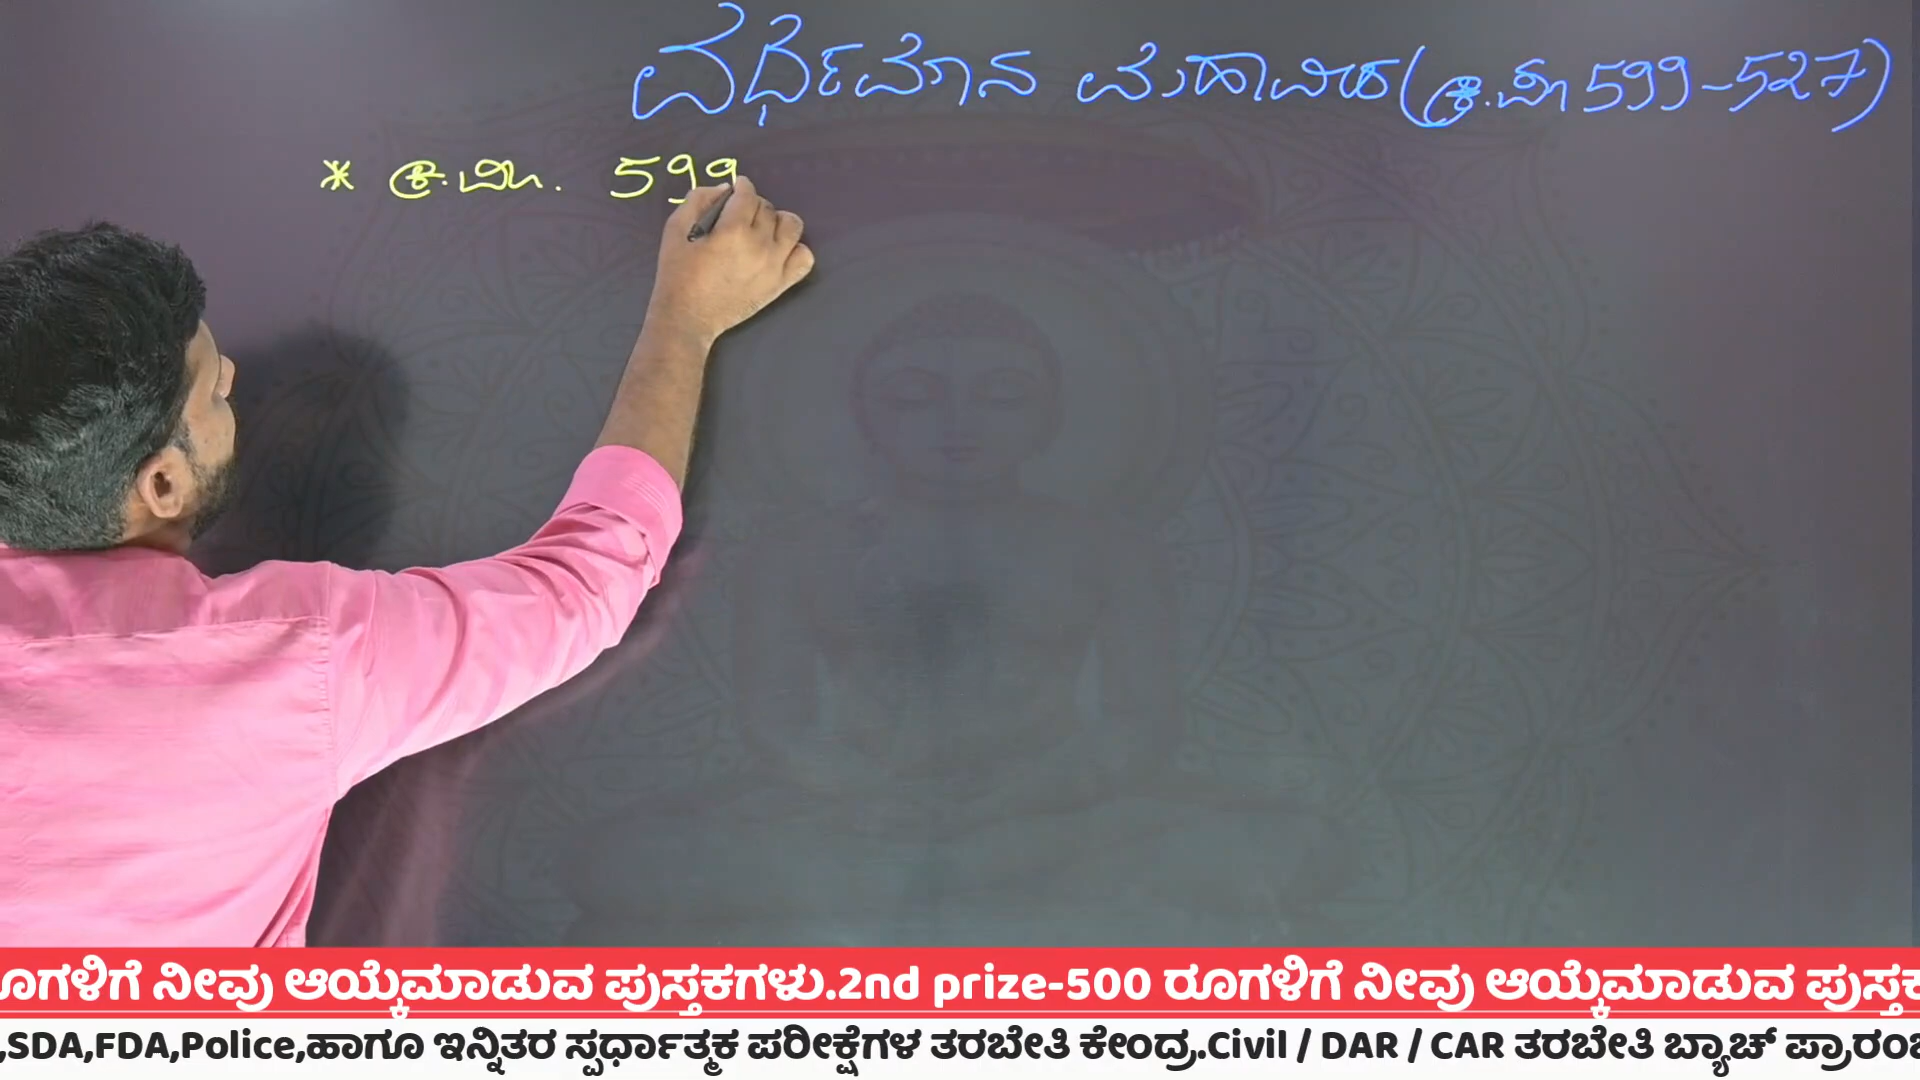 ವರ್ಧಮಾನ ಮಹಾವೀರ (ಕ್ರಿ.ಪೂ 599-527)
* ಕ್ರಿ.ಪೂ. 599
ರೂಗಳಿಗೆ ನೀವು ಆಯ್ಕೆಮಾಡುವ ಪುಸ್ತಕಗಳು.2nd prize-500 ರೂಗಳಿಗೆ ನೀವು ಆಯ್ಕೆಮಾಡುವ ಪುಸ್ತಕ
,SDA,FDA,Police,ಹಾಗೂ ಇನ್ನಿತರ ಸ್ಪರ್ಧಾತ್ಮಕ ಪರೀಕ್ಷೆಗಳ ತರಬೇತಿ ಕೇಂದ್ರ.Civil / DAR / CAR ತರಬೇತಿ ಬ್ಯಾಚ್ ಪ್ರಾರಂಭ